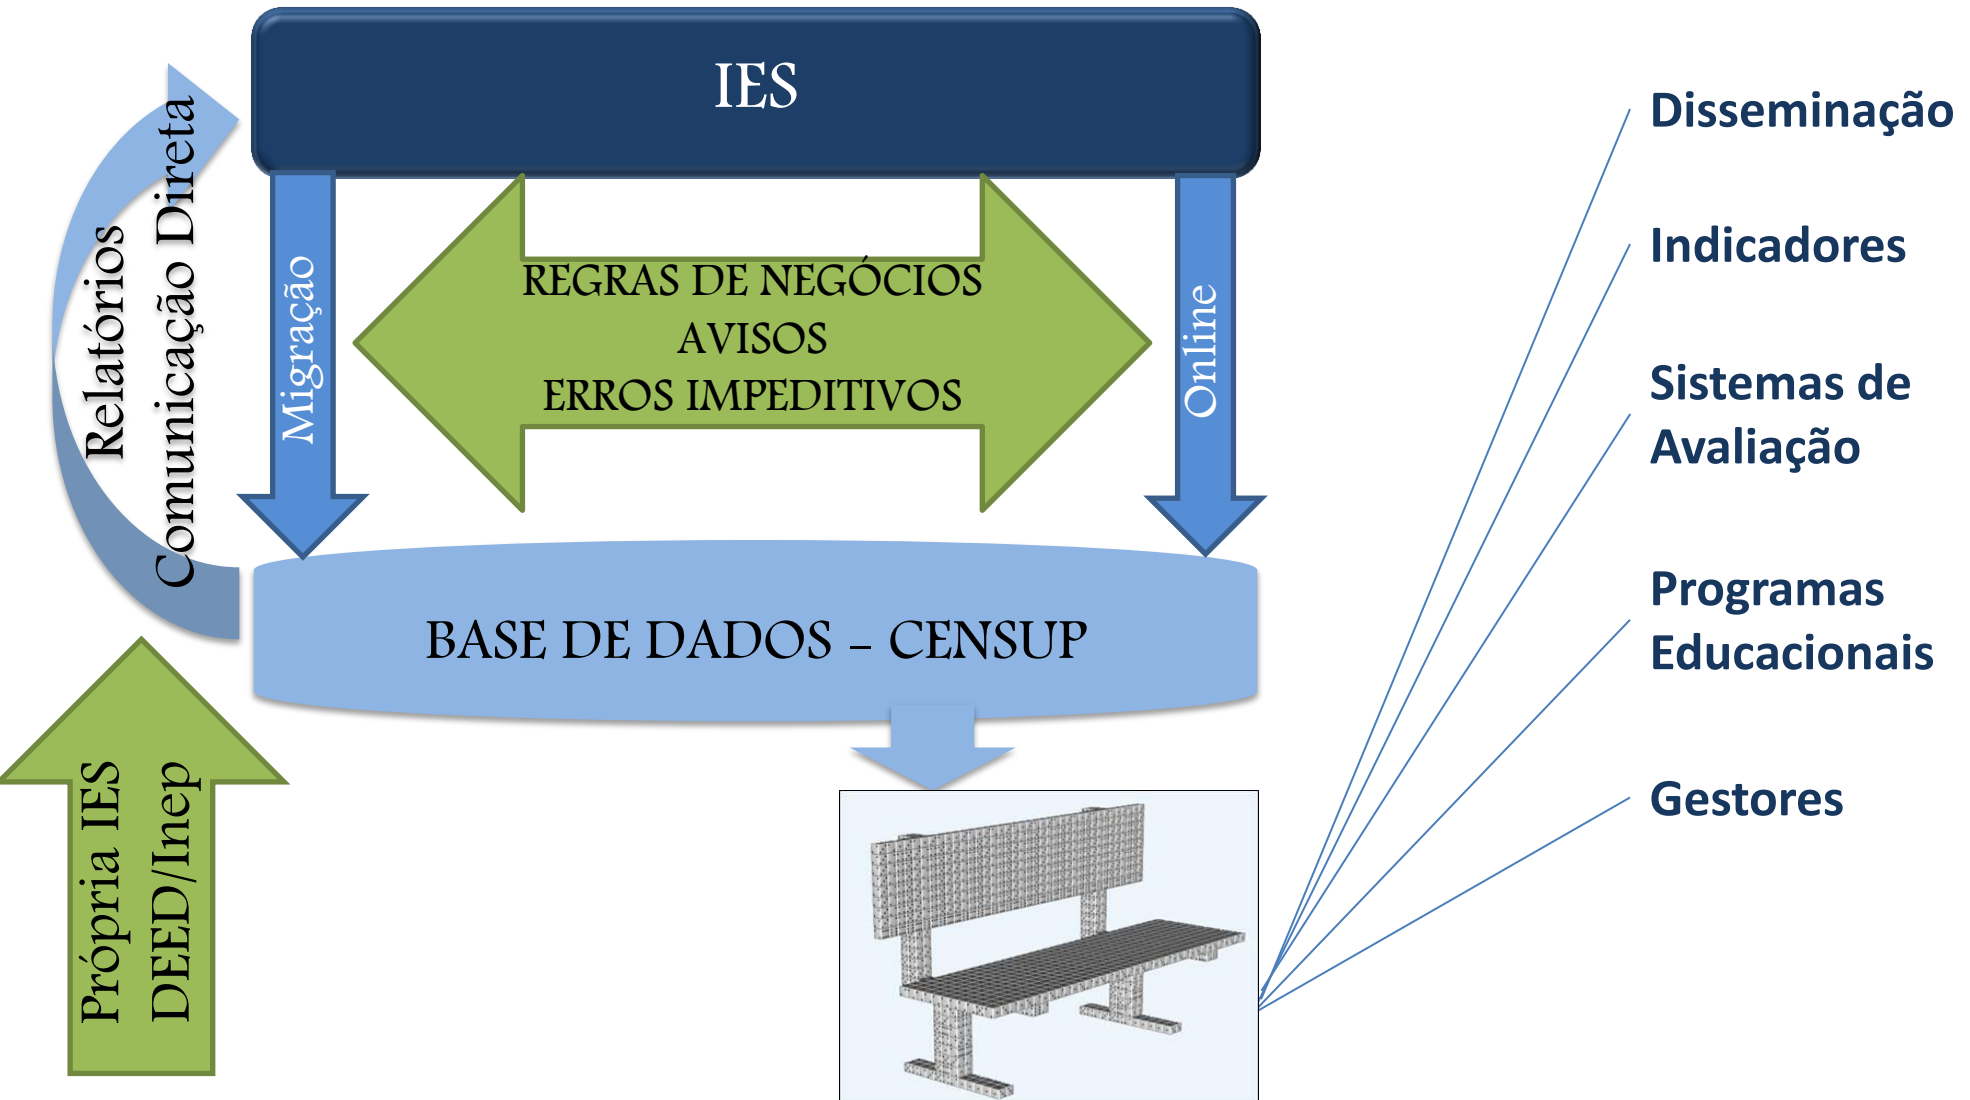 IES
Relatórios
Comunicação Direta
Migração
REGRAS DE NEGÓCIOS
AVISOS
ERROS IMPEDITIVOS
Online
BASE DE DADOS – CENSUP
Própria IES
DEED/Inep
Disseminação
Indicadores
Sistemas de
Avaliação
Programas
Educacionais
Gestores